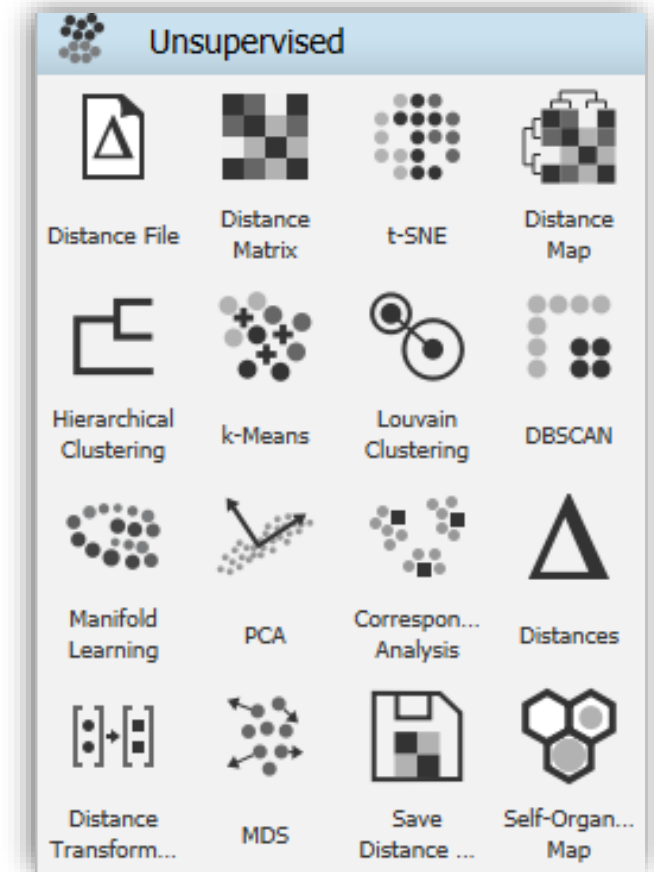 Unsupervised
Distance File
Distance
Matrix
t-SNE
Distance
Map
Hierarchical
Clustering
k-Means
Louvain
Clustering
DBSCAN
Manifold
Learning
PCA
Correspon...
Analysis
Distances
Distance
Transform...
MDS
Save
Distance ...
Self-Organ...
Map